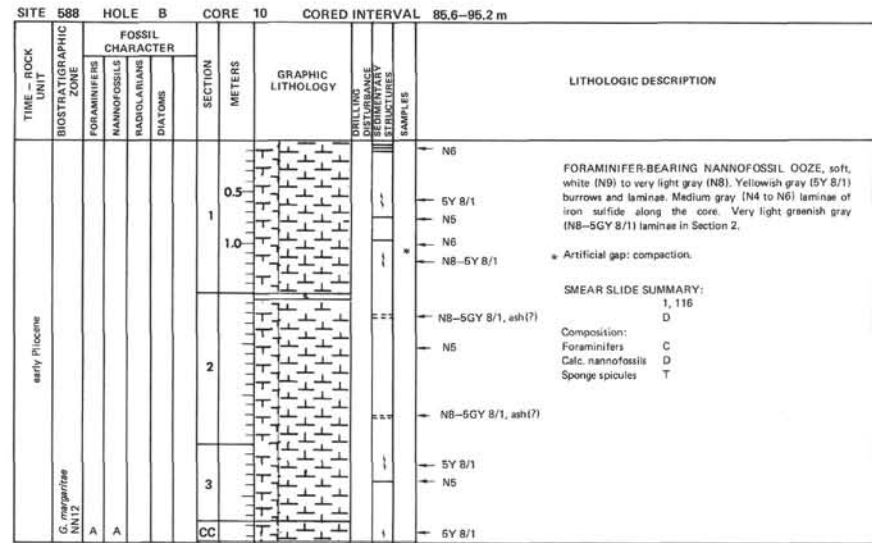 SITE 588 HOLE B CORE 10 CORED INTERVAL 85.6–95.2 m
TIME – ROCK UNIT
BIOSTRATIGRAPHIC ZONE
FOSSIL CHARACTER
FORAMINIFERS
NANNOFOSSILS
RADIOLARIANS
DIATOMS
SECTION
METERS
GRAPHIC LITHOLOGY
DRILLING DISTURBANCE
SEDIMENTARY STRUCTURES
SAMPLES
LITHOLOGIC DESCRIPTION
early Pliocene
G. margaritae
NN12
A A
1
0.5
1.0
2
3
CC
*
N6
5Y 8/1
N5
N6
N8–5Y 8/1
N8–5GY 8/1, ash(?)
N5
N8–5GY 8/1, ash(?)
5Y 8/1
N5
5Y 8/1
FORAMINIFER-BEARING NANNOFOSSIL OOZE, soft,
white (N9) to very light gray (N8). Yellowish gray (5Y 8/1)
burrows and laminae. Medium gray (N4 to N6) laminae of
iron sulfide along the core. Very light greenish gray
(N8–5GY 8/1) laminae in Section 2.
* Artificial gap: compaction.
SMEAR SLIDE SUMMARY:
1, 116
D
Composition:
Foraminifers C
Calc. nannofossils D
Sponge spicules T